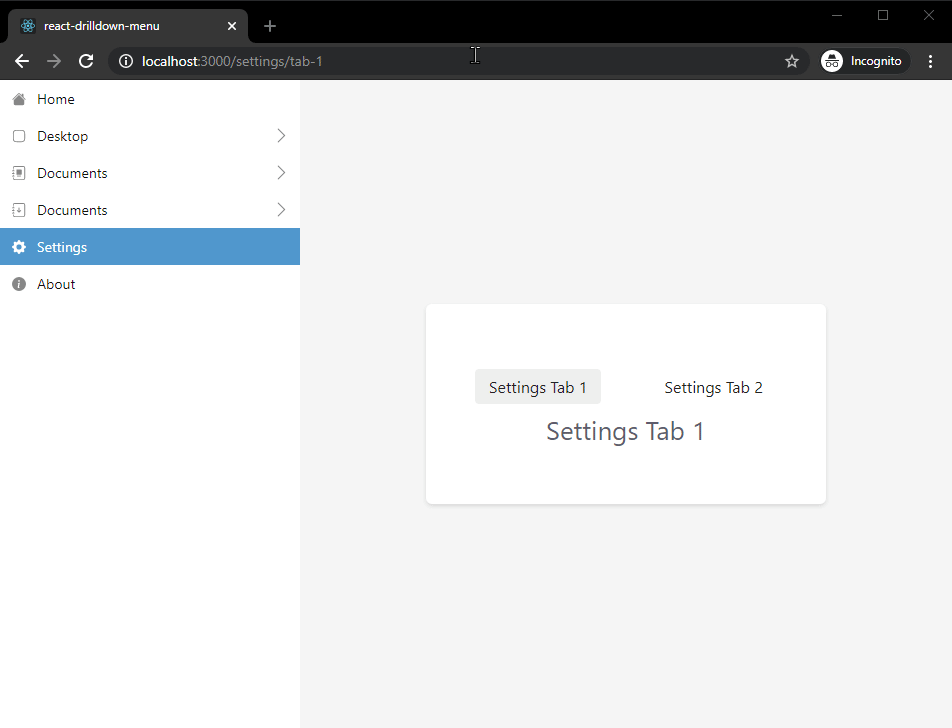 react-drilldown-menu
localhost:3000/settings/tab-1
Incognito
Home
Desktop
Documents
Documents
Settings
About
Settings Tab 1
Settings Tab 2
Settings Tab 1